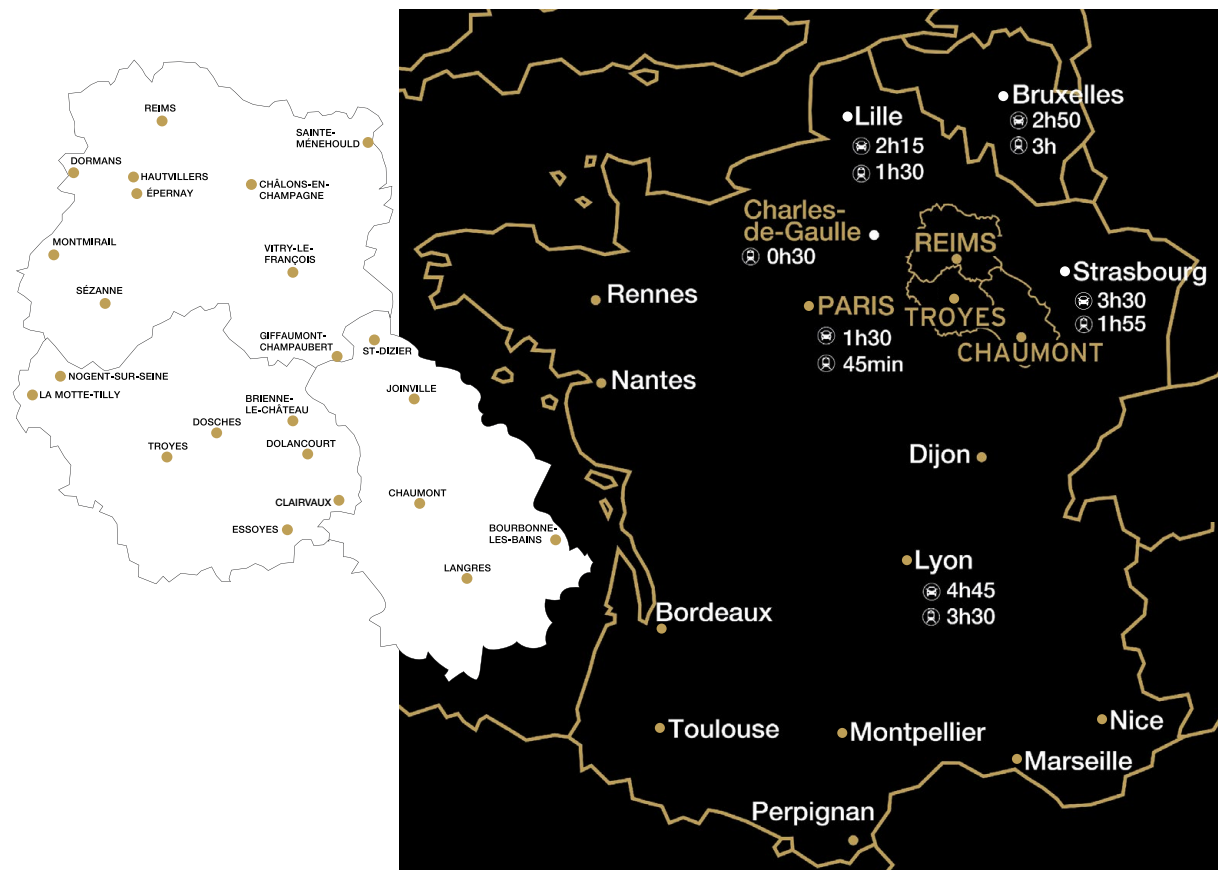 REIMS
SAINTE-
MÉNEHOULD
DORMANS
HAUTVILLERS
ÉPERNAY
CHÂLONS-EN-
CHAMPAGNE
MONTMIRAIL
VITRY-LE-
FRANÇOIS
SÉZANNE
GIFFAUMONT-
CHAMPAUBERT
ST-DIZIER
NOGENT-SUR-SEINE
LA MOTTE-TILLY
JOINVILLE
BRIENNE-
LE-CHÂTEAU
DOSCHES
TROYES
DOLANCOURT
CLAIRVAUX
CHAUMONT
ESSOYES
BOURBONNE-
LES-BAINS
LANGRES
Bruxelles
2h50
3h
Lille
2h15
1h30
Charles-
de-Gaulle
0h30
REIMS
Strasbourg
3h30
1h55
Rennes
PARIS
1h30
45min
TROYES
CHAUMONT
Nantes
Dijon
Lyon
4h45
3h30
Bordeaux
Toulouse
Montpellier
Nice
Marseille
Perpignan